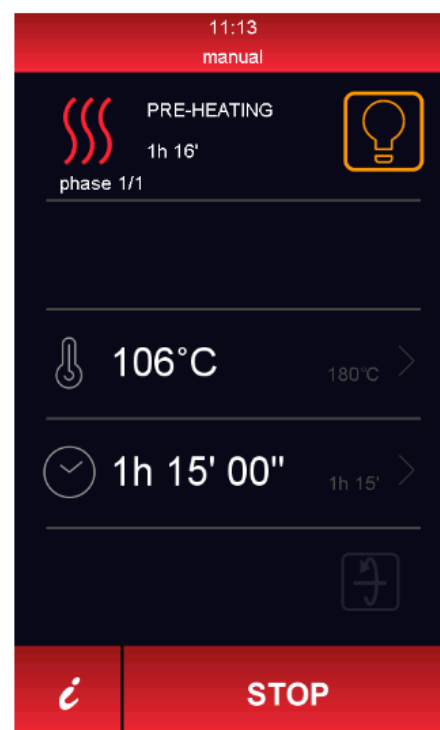 11:13
manual
PRE-HEATING
1h 16'
phase 1/1
106°C
180°C
1h 15' 00"
1h 15'
i
STOP